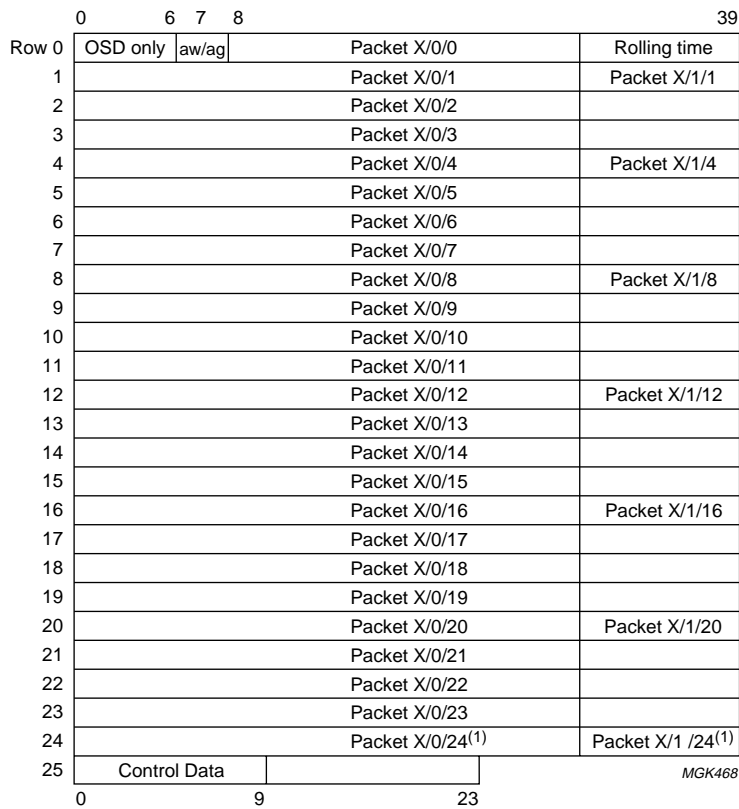 0 6 7 8 39
Row 0 OSD only aw/ag Packet X/0/0 Rolling time
1 Packet X/0/1 Packet X/1/1
2 Packet X/0/2
3 Packet X/0/3
4 Packet X/0/4 Packet X/1/4
5 Packet X/0/5
6 Packet X/0/6
7 Packet X/0/7
8 Packet X/0/8 Packet X/1/8
9 Packet X/0/9
10 Packet X/0/10
11 Packet X/0/11
12 Packet X/0/12 Packet X/1/12
13 Packet X/0/13
14 Packet X/0/14
15 Packet X/0/15
16 Packet X/0/16 Packet X/1/16
17 Packet X/0/17
18 Packet X/0/18
19 Packet X/0/19
20 Packet X/0/20 Packet X/1/20
21 Packet X/0/21
22 Packet X/0/22
23 Packet X/0/23
24 Packet X/0/24(1) Packet X/1 /24(1)
25 Control Data MGK468
0 9 23